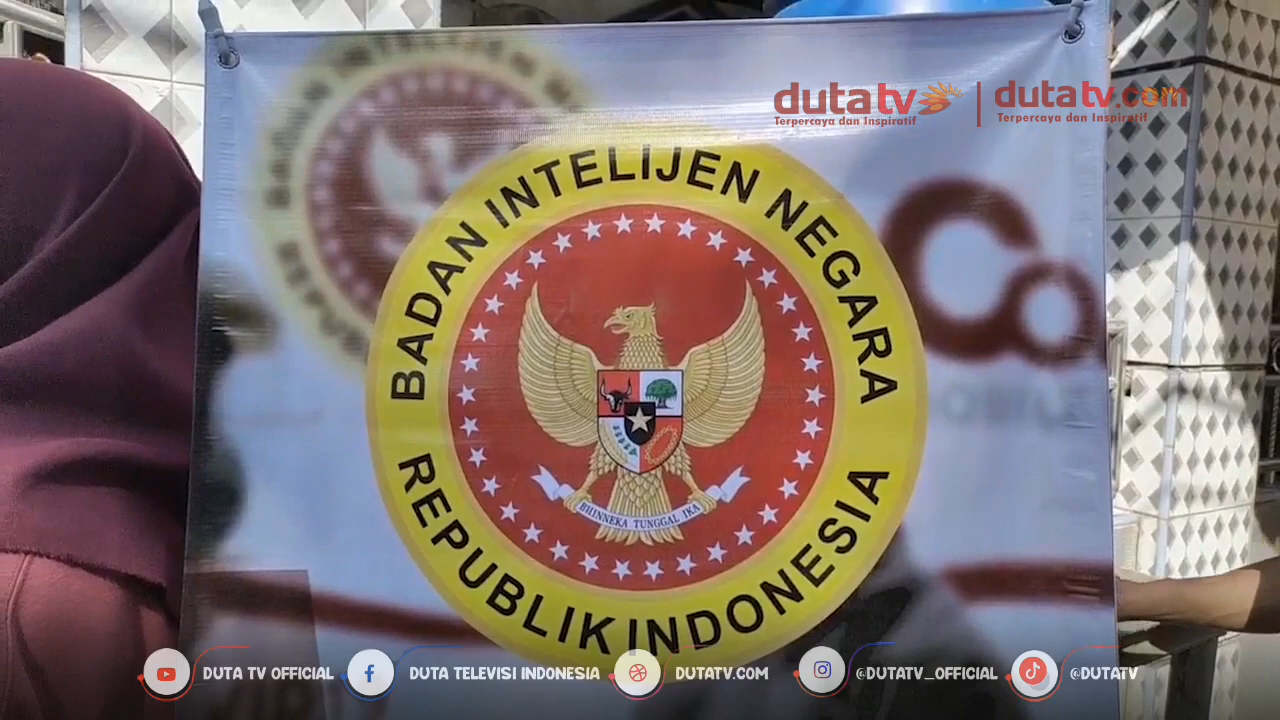 dutatv
Terpercaya dan Inspiratif
dutatv.com
Terpercaya dan Inspiratif
BADAN INTELIJEN NEGARA
REPUBLIK INDONESIA
BHINNEKA TUNGGAL IKA
DUTA TV OFFICIAL
DUTA TELEVISI INDONESIA
DUTATV.COM
@DUTATV_OFFICIAL
@DUTATV